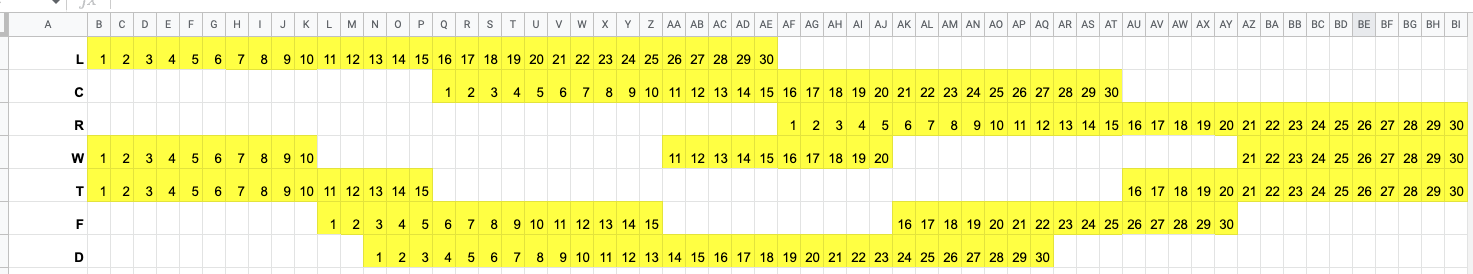 fx
A B C D E F G H I J K L M N O P Q R S T U V W X Y Z AA AB AC AD AE AF AG AH AI AJ AK AL AM AN AO AP AQ AR AS AT AU AV AW AX AY AZ BA BB BC BD BE BF BG BH BI
L 1 2 3 4 5 6 7 8 9 10 11 12 13 14 15 16 17 18 19 20 21 22 23 24 25 26 27 28 29 30
C 1 2 3 4 5 6 7 8 9 10 11 12 13 14 15 16 17 18 19 20 21 22 23 24 25 26 27 28 29 30
R 1 2 3 4 5 6 7 8 9 10 11 12 13 14 15 16 17 18 19 20 21 22 23 24 25 26 27 28 29 30
W 1 2 3 4 5 6 7 8 9 10 11 12 13 14 15 16 17 18 19 20 21 22 23 24 25 26 27 28 29 30
T 1 2 3 4 5 6 7 8 9 10 11 12 13 14 15 16 17 18 19 20 21 22 23 24 25 26 27 28 29 30
F 1 2 3 4 5 6 7 8 9 10 11 12 13 14 15 16 17 18 19 20 21 22 23 24 25 26 27 28 29 30
D 1 2 3 4 5 6 7 8 9 10 11 12 13 14 15 16 17 18 19 20 21 22 23 24 25 26 27 28 29 30